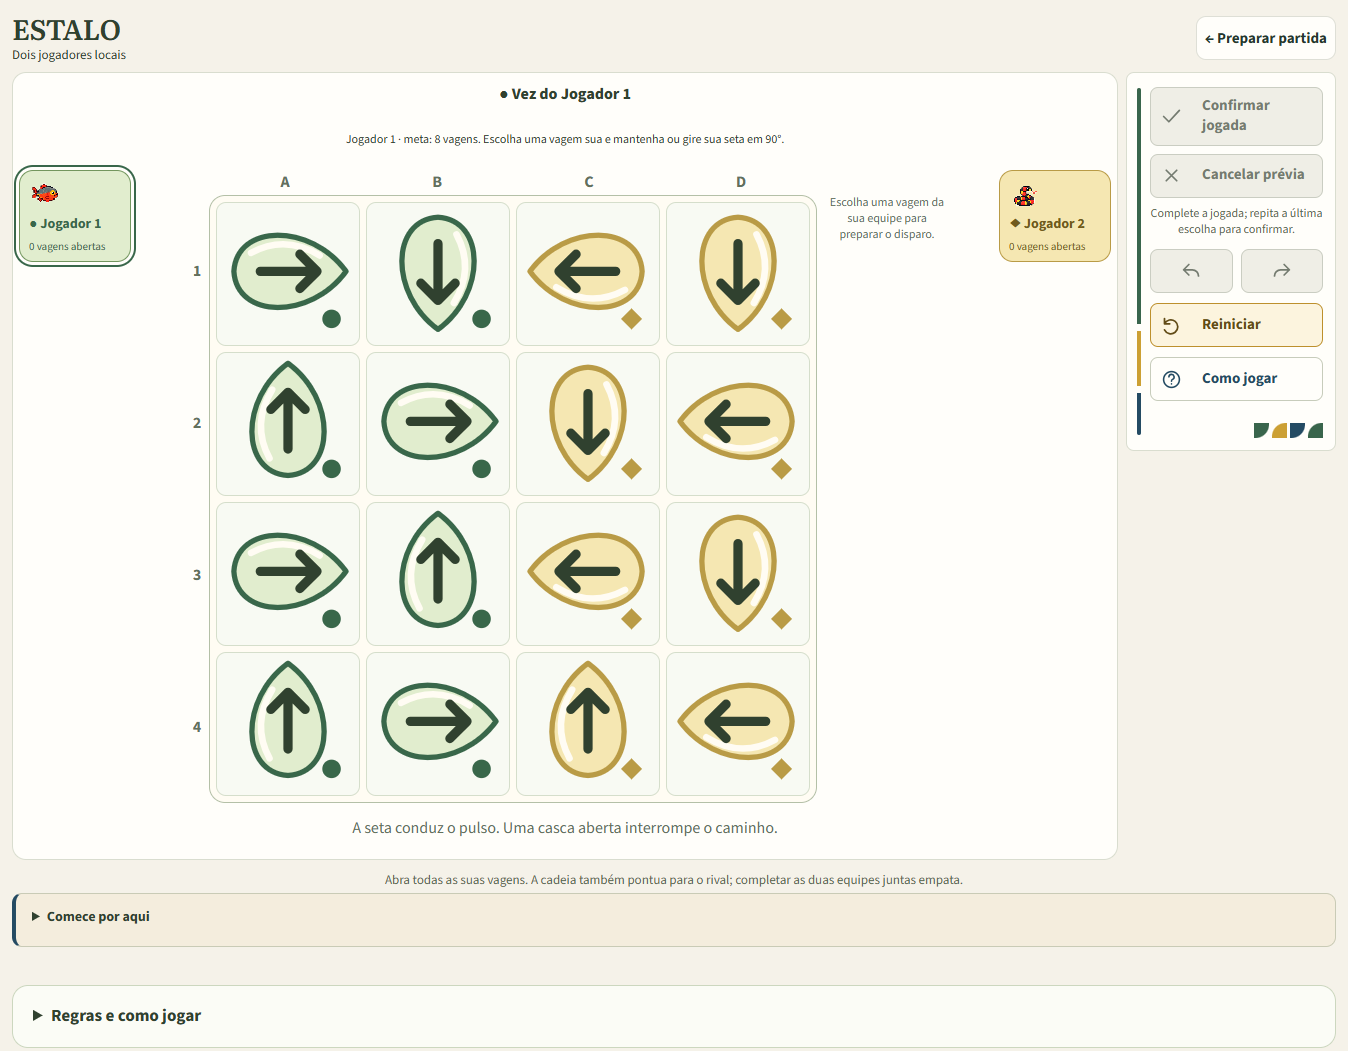 ESTALO
Dois jogadores locais
← Preparar partida
● Vez do Jogador 1
Jogador 1 · meta: 8 vagens. Escolha uma vagem sua e mantenha ou gire sua seta em 90°.
● Jogador 1
0 vagens abertas
A B C D
1
2
3
4
Escolha uma vagem da
sua equipe para
preparar o disparo.
◆ Jogador 2
0 vagens abertas
A seta conduz o pulso. Uma casca aberta interrompe o caminho.
Confirmar
jogada
Cancelar prévia
Complete a jogada; repita a última
escolha para confirmar.
Reiniciar
Como jogar
Abra todas as suas vagens. A cadeia também pontua para o rival; completar as duas equipes juntas empata.
▶ Comece por aqui
▶ Regras e como jogar